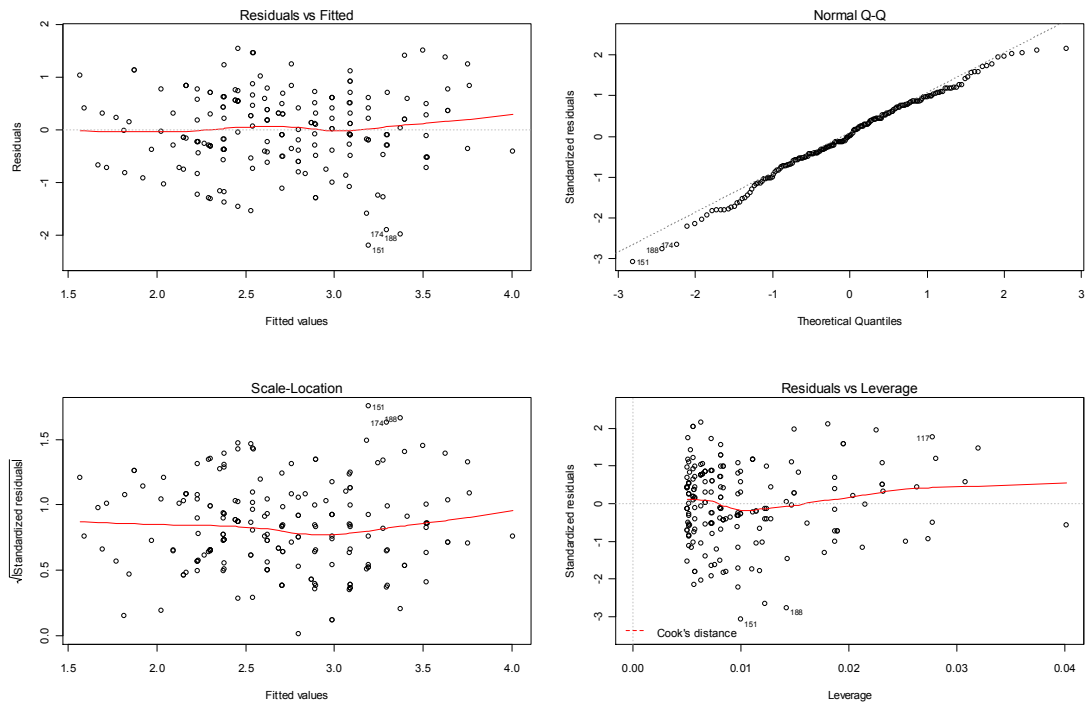 Residuals vs Fitted
2
1
0
-1
-2
Residuals
174
188
151
1.5 2.0 2.5 3.0 3.5 4.0
Fitted values
Normal Q-Q
2
1
0
-1
-2
-3
Standardized residuals
188
174
151
-3 -2 -1 0 1 2 3
Theoretical Quantiles
Scale-Location
1.5
1.0
0.5
0.0
√|Standardized residuals|
151
174
188
1.5 2.0 2.5 3.0 3.5 4.0
Fitted values
Residuals vs Leverage
2
1
0
-1
-2
-3
Standardized residuals
117
188
151
Cook's distance
0.00 0.01 0.02 0.03 0.04
Leverage